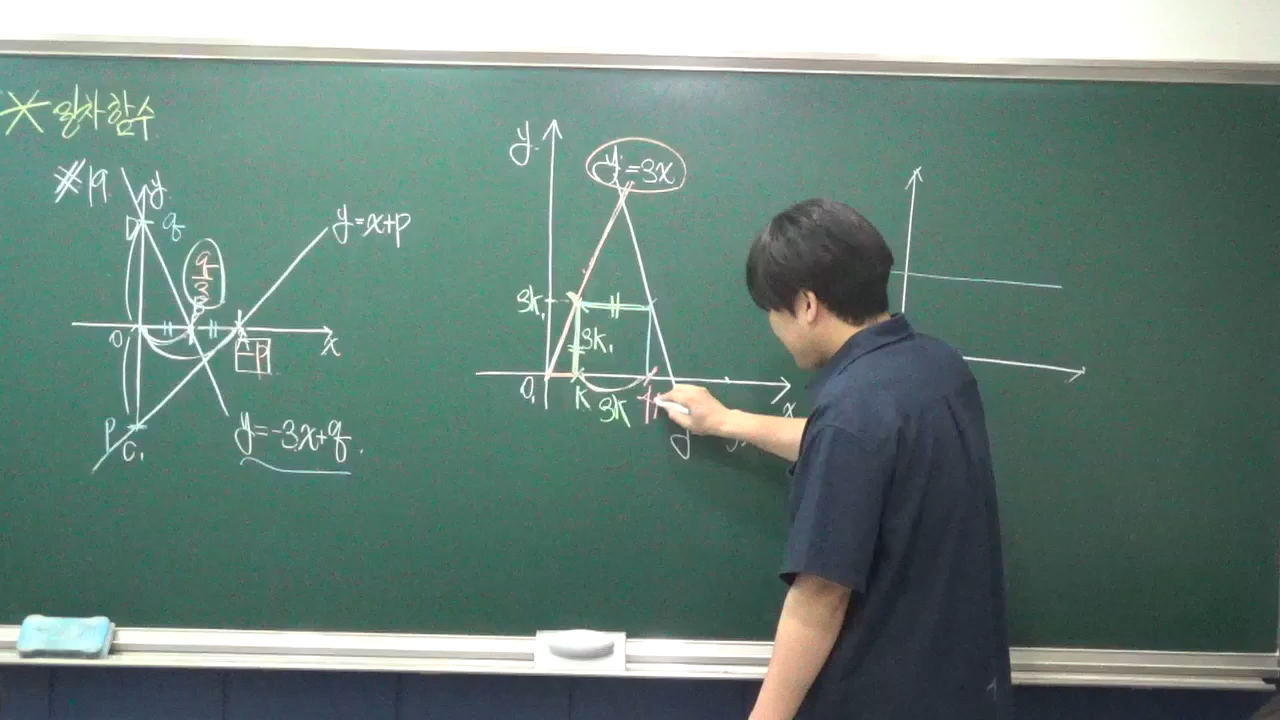 일차함수
19.
y
D
q
y=x+p
q/3
O
x
-p
p
C
y=-3x+q
y
y=3x
3k
3k
O
k
3k
x
y